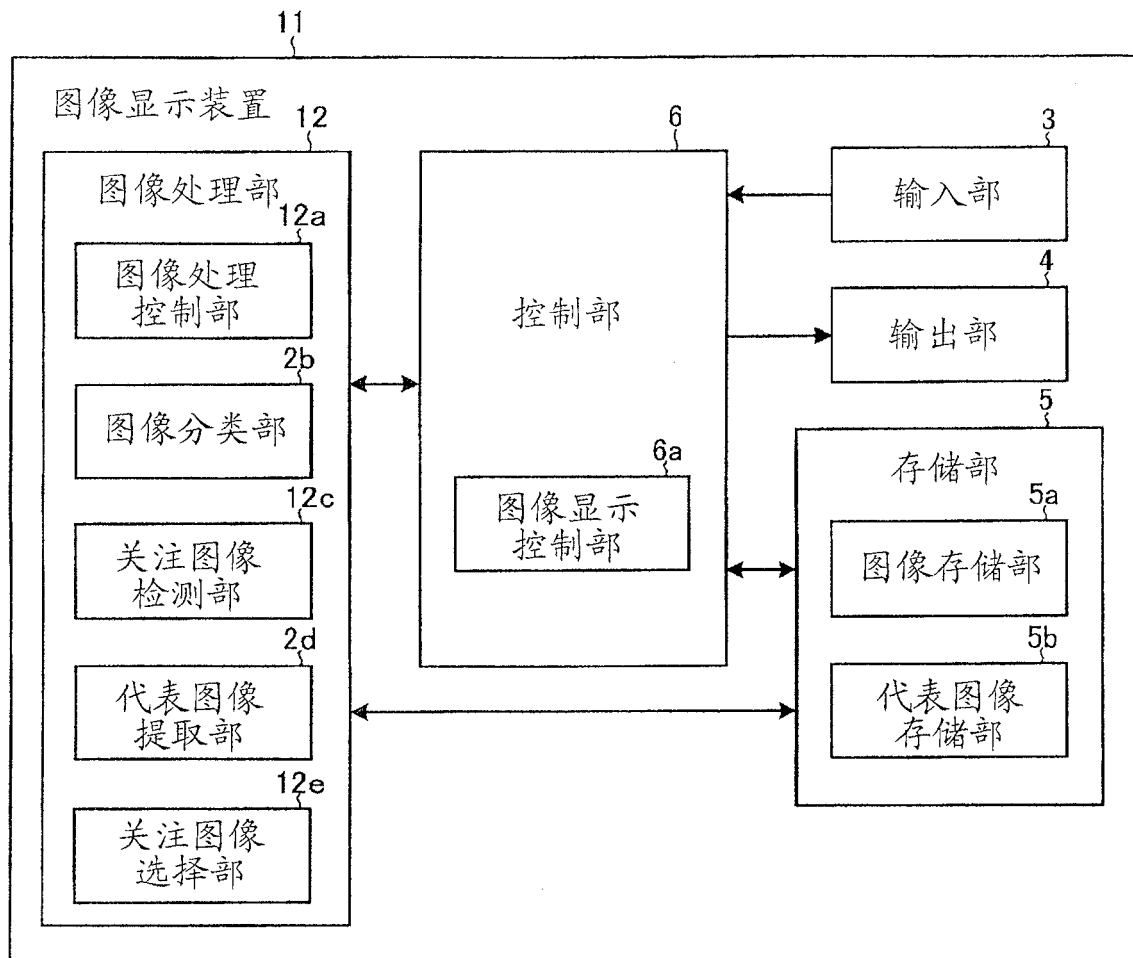 11
图像显示装置
12
图像处理部
12a
图像处理
控制部
2b
图像分类部
12c
关注图像
检测部
2d
代表图像
提取部
12e
关注图像
选择部
6
控制部
6a
图像显示
控制部
3
输入部
4
输出部
5
存储部
5a
图像存储部
5b
代表图像
存储部